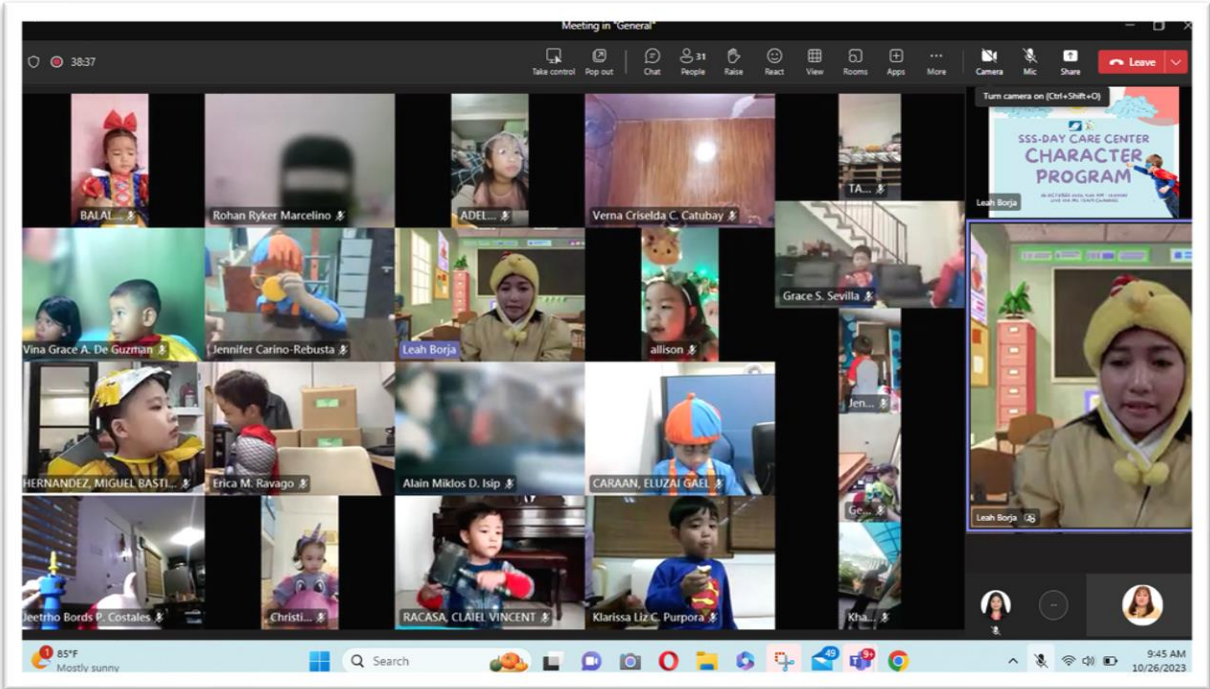 Meeting in "General"
38:37
Take control
Pop out
Chat
31
People
Raise
React
View
Rooms
Apps
More
Camera
Mic
Share
Leave
Turn camera on (Ctrl+Shift+O)
SSS-DAY CARE CENTER
CHARACTER
PROGRAM
Leah Borja
BALAL...
Rohan Ryker Marcelino
ADEL...
Verna Criselda C. Catubay
TA...
Grace S. Sevilla
Vina Grace A. De Guzman
Jennifer Carino-Rebusta
Leah Borja
allison
Jen...
HERNANDEZ, MIGUEL BASTI...
Erica M. Ravago
Alain Miklos D. Isip
CARAAN, ELUZAI GAEL
Ge...
Leah Borja
Jeetrho Bords P. Costales
Christi...
RACASA, CLAIEL VINCENT
Klarissa Liz C. Purpora
Kha...
1
85°F
Mostly sunny
Search
49
9+
9:45 AM
10/26/2023